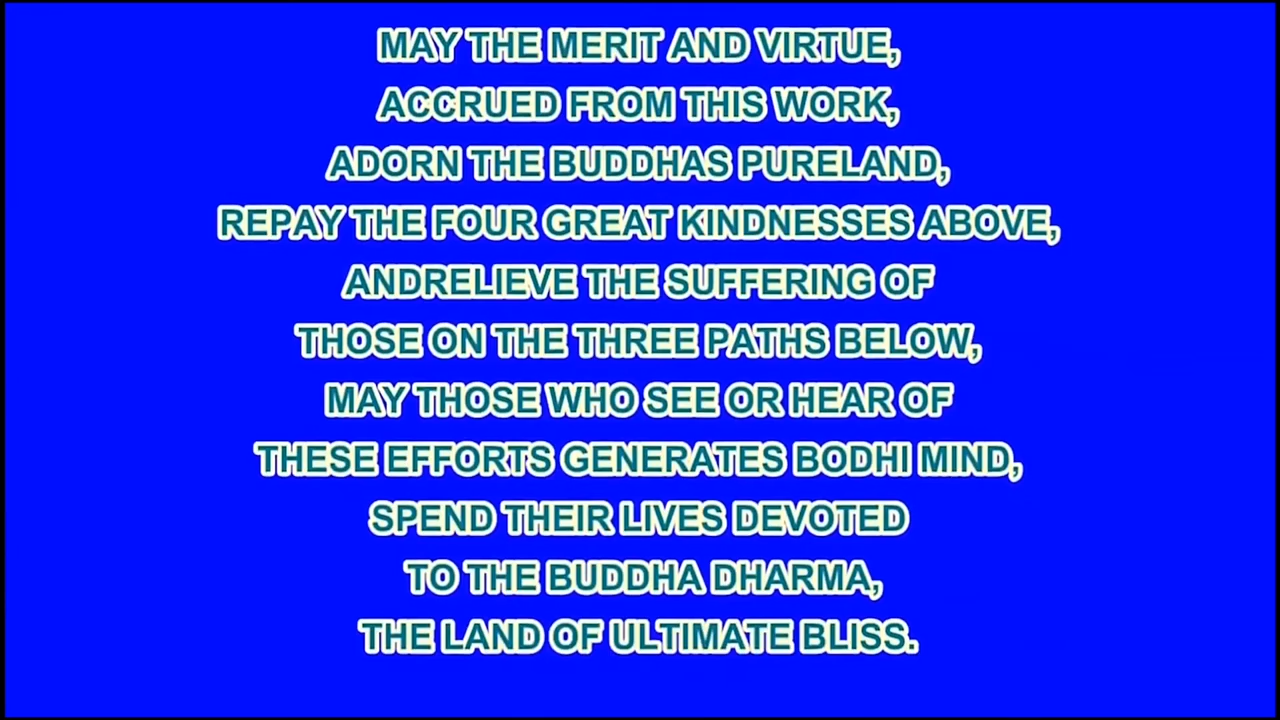 MAY THE MERIT AND VIRTUE,
ACCRUED FROM THIS WORK,
ADORN THE BUDDHAS PURELAND,
REPAY THE FOUR GREAT KINDNESSES ABOVE,
ANDRELIEVE THE SUFFERING OF
THOSE ON THE THREE PATHS BELOW,
MAY THOSE WHO SEE OR HEAR OF
THESE EFFORTS GENERATES BODHI MIND,
SPEND THEIR LIVES DEVOTED
TO THE BUDDHA DHARMA,
THE LAND OF ULTIMATE BLISS.